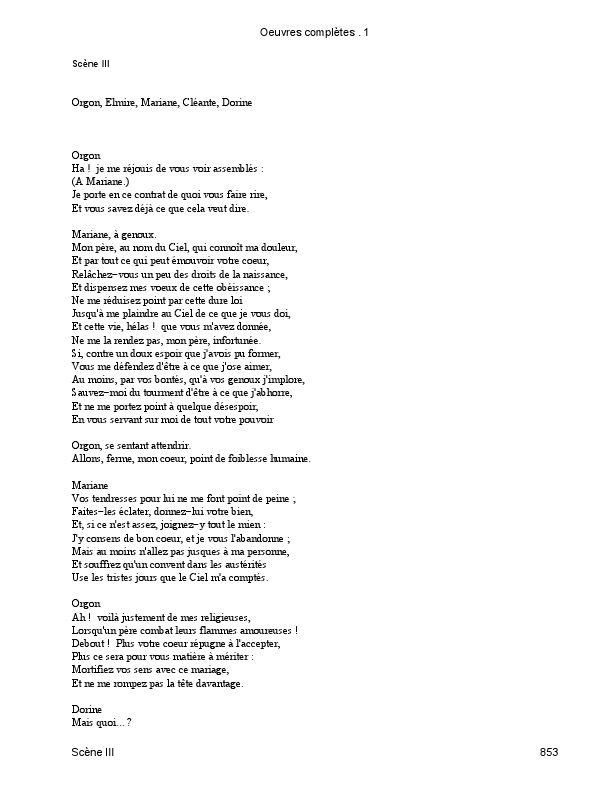 Oeuvres complètes . 1
Scène III
Orgon, Elmire, Mariane, Cléante, Dorine
Orgon
Ha ! je me réjouis de vous voir assemblés :
(A Mariane.)
Je porte en ce contrat de quoi vous faire rire,
Et vous savez déjà ce que cela veut dire.
Mariane, à genoux.
Mon père, au nom du Ciel, qui connoît ma douleur,
Et par tout ce qui peut émouvoir votre coeur,
Relâchez-vous un peu des droits de la naissance,
Et dispensez mes voeux de cette obéissance ;
Ne me réduisez point par cette dure loi
Jusqu'à me plaindre au Ciel de ce que je vous doi,
Et cette vie, hélas ! que vous m'avez donnée,
Ne me la rendez pas, mon père, infortunée.
Si, contre un doux espoir que j'avois pu former,
Vous me défendez d'être à ce que j'ose aimer,
Au moins, par vos bontés, qu'à vos genoux j'implore,
Sauvez-moi du tourment d'être à ce que j'abhorre,
Et ne me portez point à quelque désespoir,
En vous servant sur moi de tout votre pouvoir
Orgon, se sentant attendrir.
Allons, ferme, mon coeur, point de foiblesse humaine.
Mariane
Vos tendresses pour lui ne me font point de peine ;
Faites-les éclater, donnez-lui votre bien,
Et, si ce n'est assez, joignez-y tout le mien :
J'y consens de bon coeur, et je vous l'abandonne ;
Mais au moins n'allez pas jusques à ma personne,
Et souffrez qu'un convent dans les austérités
Use les tristes jours que le Ciel m'a comptés.
Orgon
Ah ! voilà justement de mes religieuses,
Lorsqu'un père combat leurs flammes amoureuses !
Debout ! Plus votre coeur répugne à l'accepter,
Plus ce sera pour vous matière à mériter :
Mortifiez vos sens avec ce mariage,
Et ne me rompez pas la tête davantage.
Dorine
Mais quoi... ?
Scène III
853